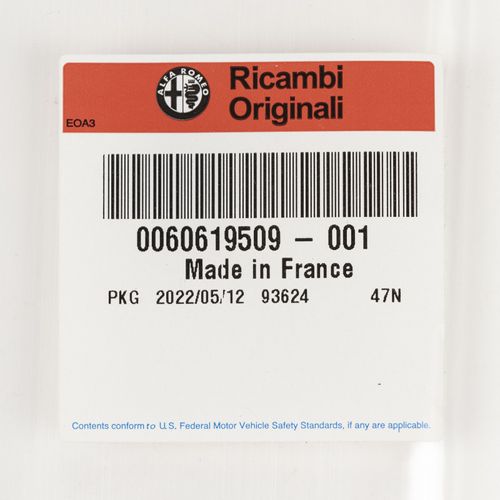 ALFA ROMEO
Ricambi
Originali
EOA3
0060619509 - 001
Made in France
PKG 2022/05/12 93624 47N
Contents conform to U.S. Federal Motor Vehicle Safety Standards, if any are applicable.